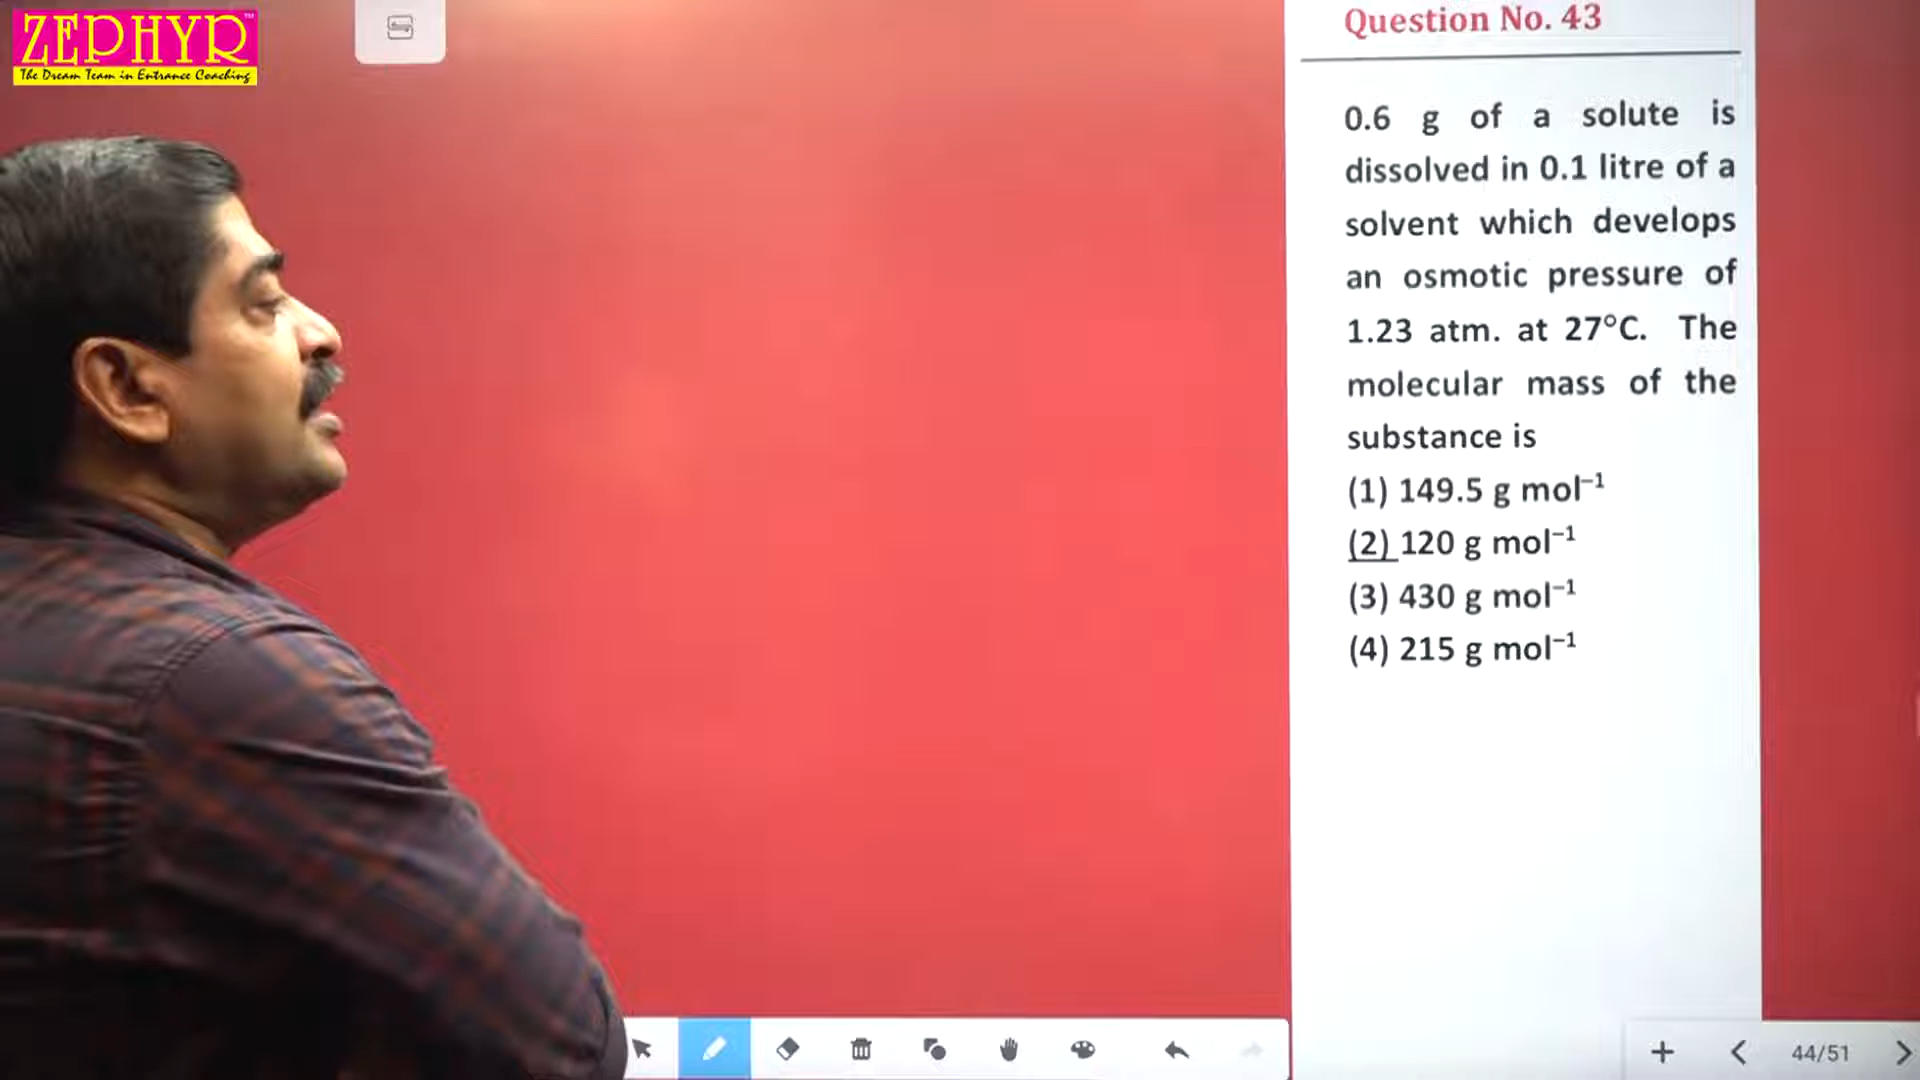 ZEPHYR™
The Dream Team in Entrance Coaching
Question No. 43
0.6 g of a solute is
dissolved in 0.1 litre of a
solvent which develops
an osmotic pressure of
1.23 atm. at 27°C. The
molecular mass of the
substance is
(1) 149.5 g mol⁻¹
(2) 120 g mol⁻¹
(3) 430 g mol⁻¹
(4) 215 g mol⁻¹
44/51